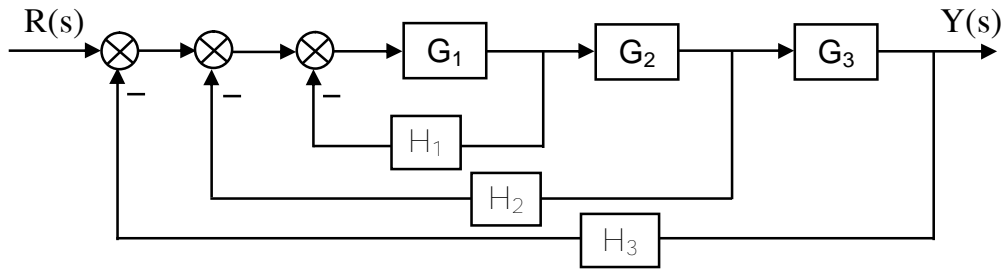 R(s) Y(s)
G₁ G₂ G₃
− − −
H₁
H₂
H₃